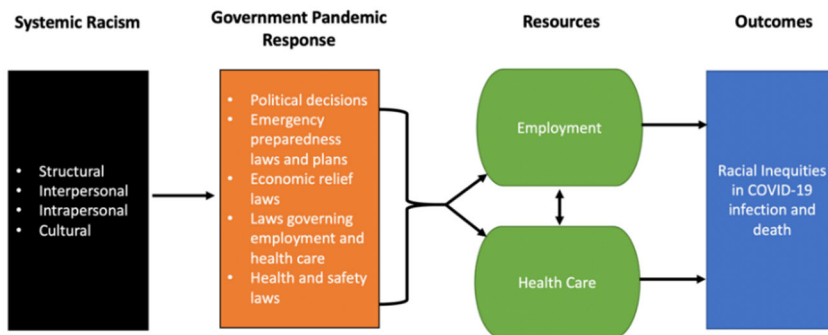 Systemic Racism
Government Pandemic
Response
Resources
Outcomes
• Structural
• Interpersonal
• Intrapersonal
• Cultural
• Political decisions
• Emergency
preparedness
laws and plans
• Economic relief
laws
• Laws governing
employment and
health care
• Health and safety
laws
Employment
Health Care
Racial Inequities
in COVID-19
infection and
death